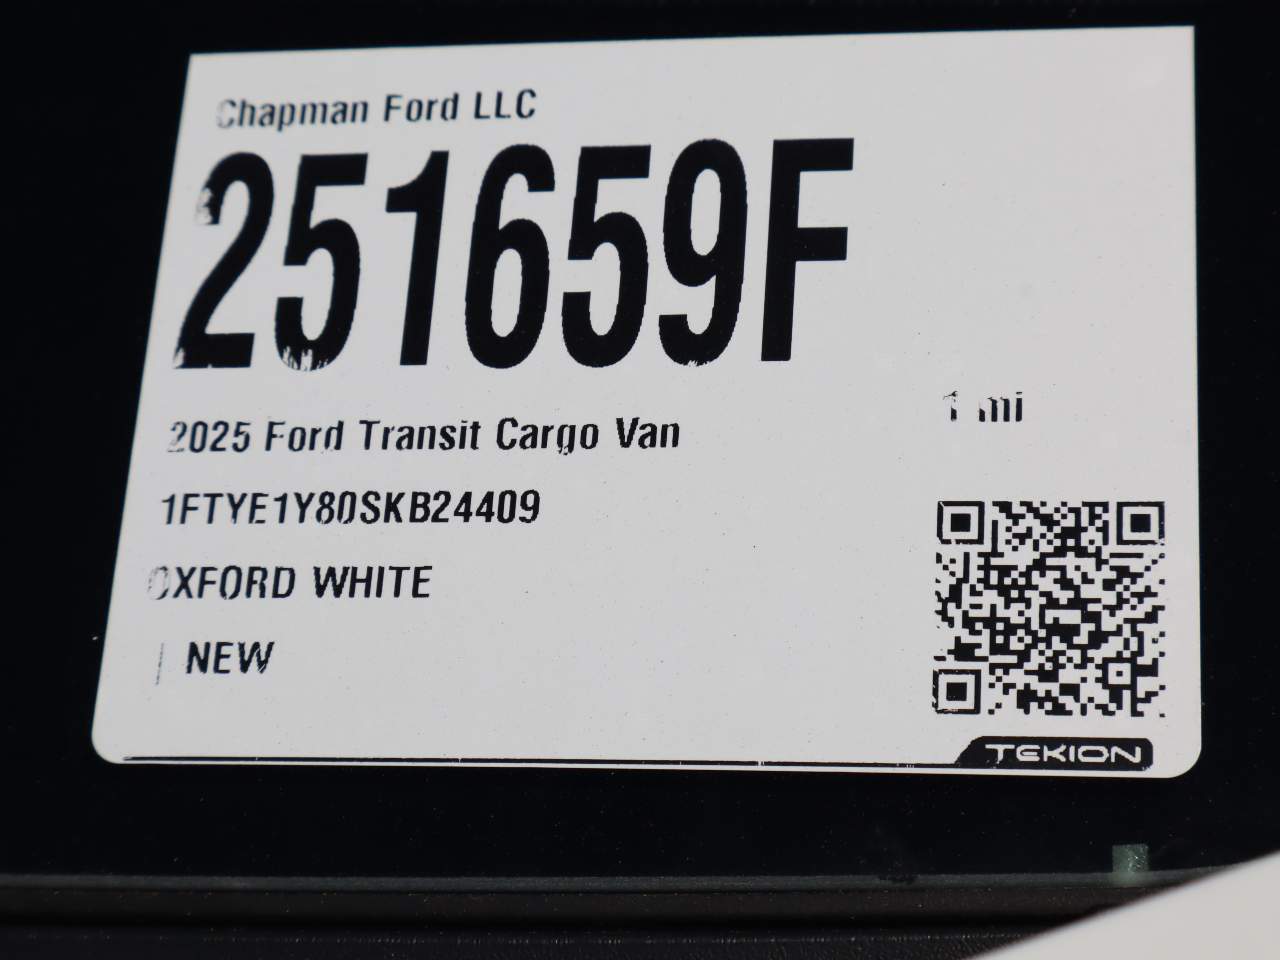 Chapman Ford LLC
251659F
1 mi
2025 Ford Transit Cargo Van
1FTYE1Y80SKB24409
OXFORD WHITE
| NEW
TEKION